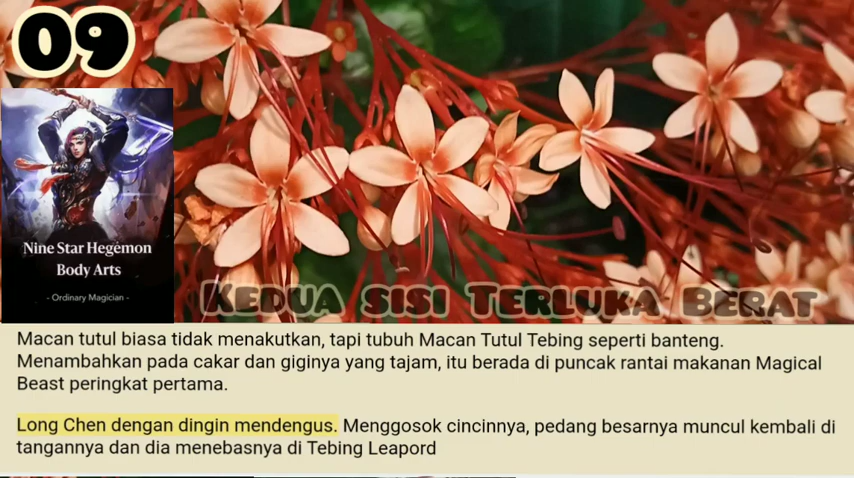 09
Nine Star Hegemon
Body Arts
- Ordinary Magician -
Kedua sisi Terluka Berat
Macan tutul biasa tidak menakutkan, tapi tubuh Macan Tutul Tebing seperti banteng.
Menambahkan pada cakar dan giginya yang tajam, itu berada di puncak rantai makanan Magical
Beast peringkat pertama.
Long Chen dengan dingin mendengus. Menggosok cincinnya, pedang besarnya muncul kembali di
tangannya dan dia menebasnya di Tebing Leapord